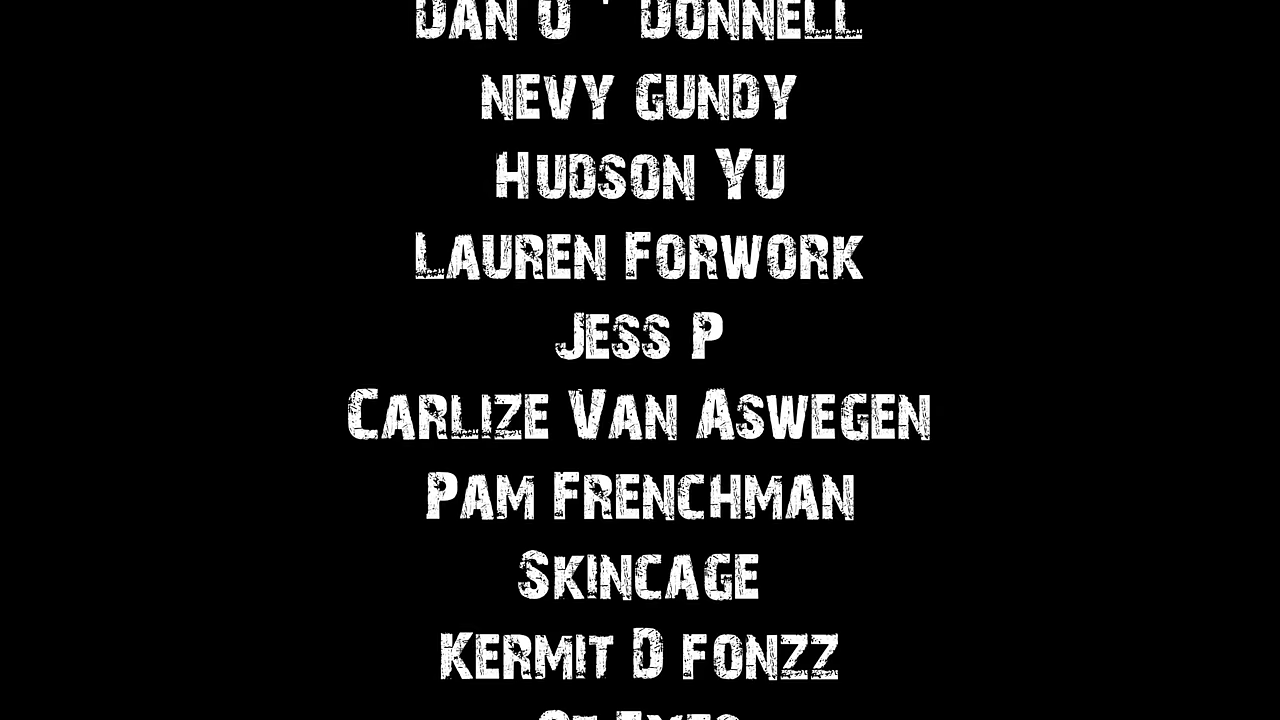 Dan O ' Donnell
nevy Gundy
Hudson Yu
Lauren Forwork
Jess P
Carlize Van Aswegen
Pam Frenchman
Skincage
Kermit D Fonzz